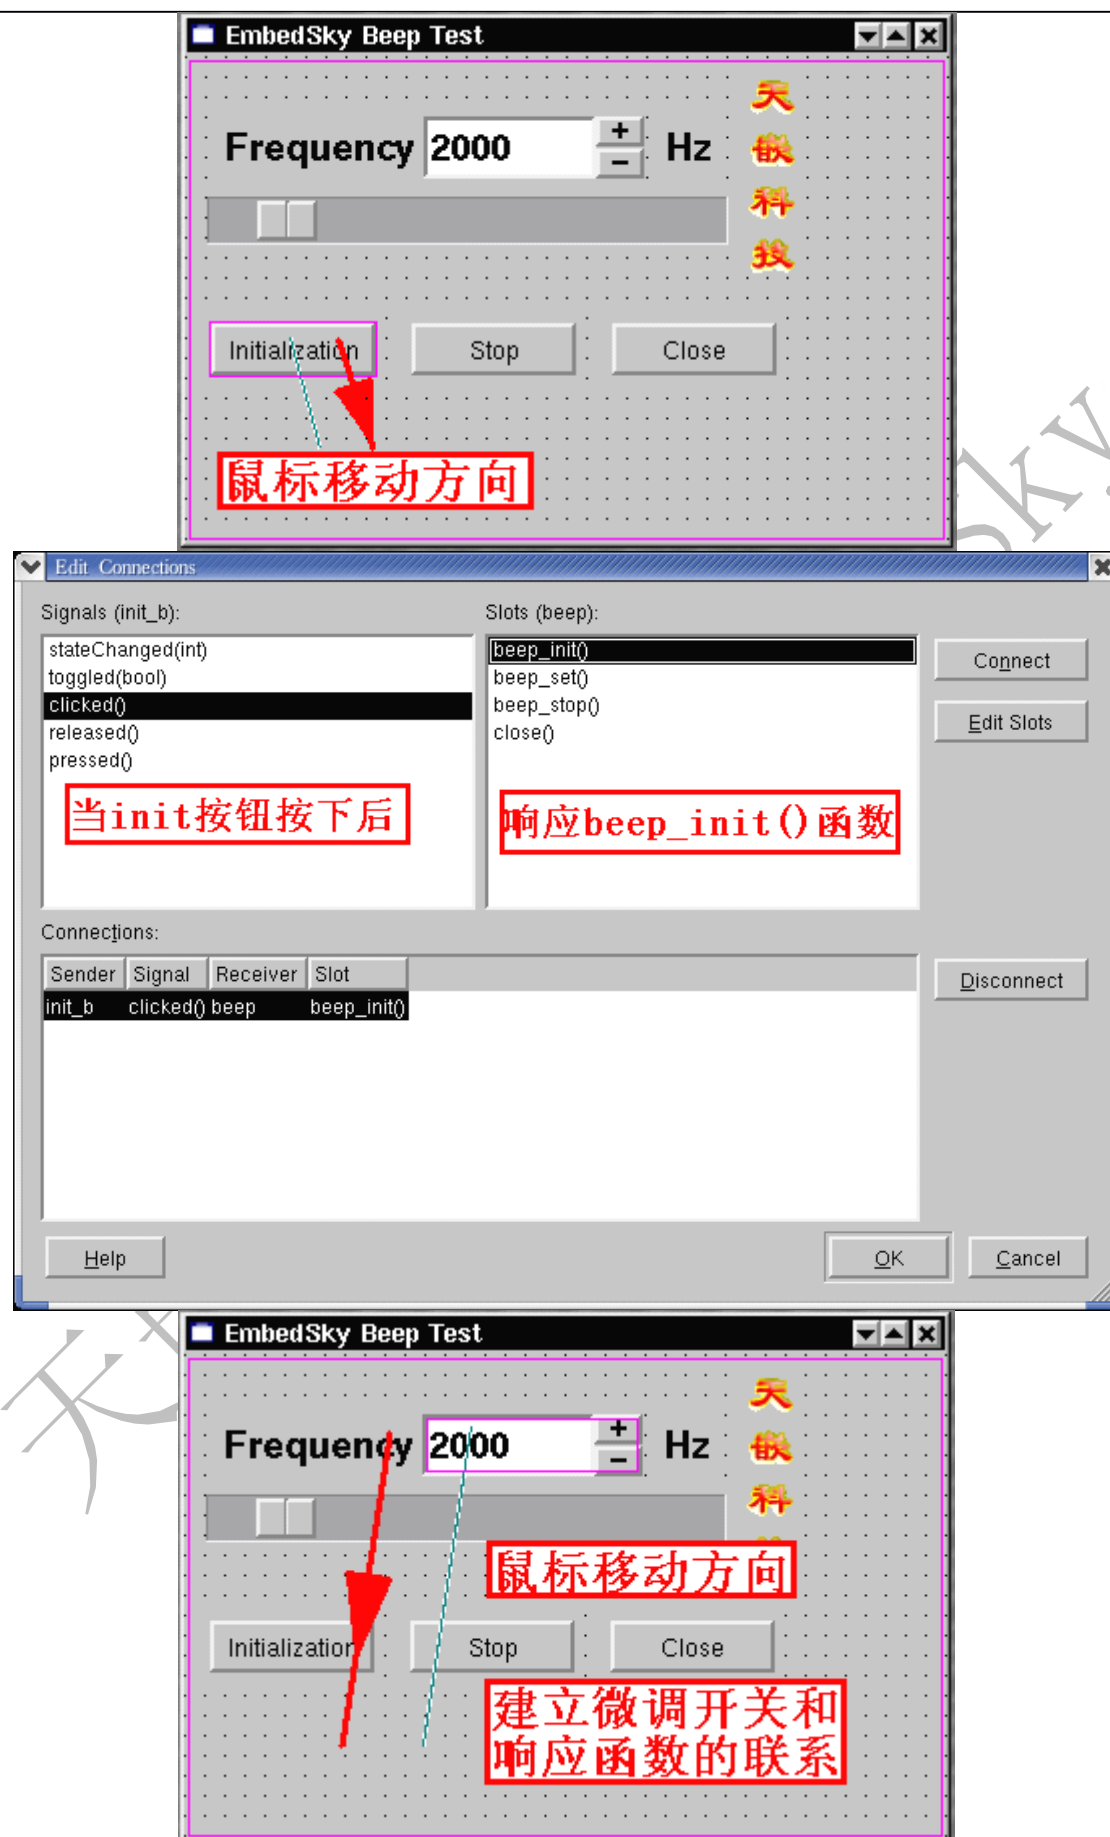 EmbedSky Beep Test
天
嵌
科
技
Frequency 2000 + − Hz
Initialization Stop Close
鼠标移动方向
Sky
Edit Connections
Signals (init_b): Slots (beep):
stateChanged(int) beep_init() Connect
toggled(bool) beep_set()
clicked() beep_stop() Edit Slots
released() close()
pressed()
当init按钮按下后 响应beep_init()函数
Connections:
Sender Signal Receiver Slot Disconnect
init_b clicked() beep beep_init()
Help OK Cancel
天
EmbedSky Beep Test
天
嵌
科
Frequency 2000 + − Hz
鼠标移动方向
Initialization Stop Close
建立微调开关和
响应函数的联系